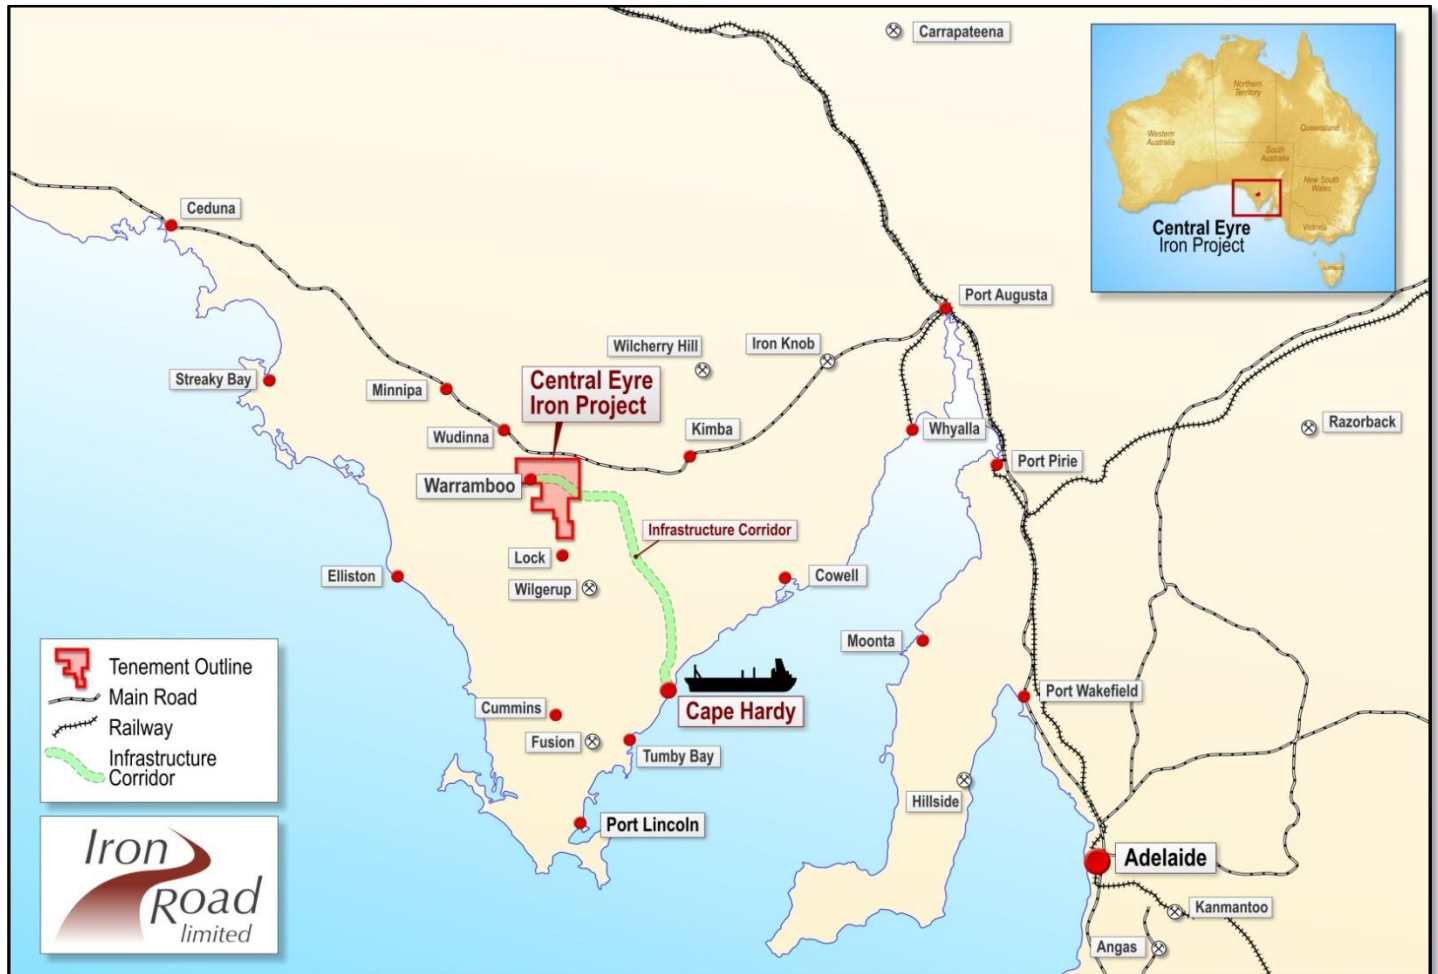 Carrapateena
Northern
Territory
Western
Australia
Queensland
South
Australia
New South
Wales
Victoria
Central Eyre
Iron Project
Ceduna
Port Augusta
Wilcherry Hill
Iron Knob
Streaky Bay
Minnipa
Central Eyre
Iron Project
Wudinna
Kimba
Whyalla
Razorback
Port Pirie
Warramboo
Infrastructure Corridor
Lock
Elliston
Wilgerup
Cowell
Moonta
Tenement Outline
Main Road
Railway
Infrastructure
Corridor
Cummins
Cape Hardy
Port Wakefield
Fusion
Tumby Bay
Hillside
Port Lincoln
Adelaide
Iron
Road
limited
Kanmantoo
Angas